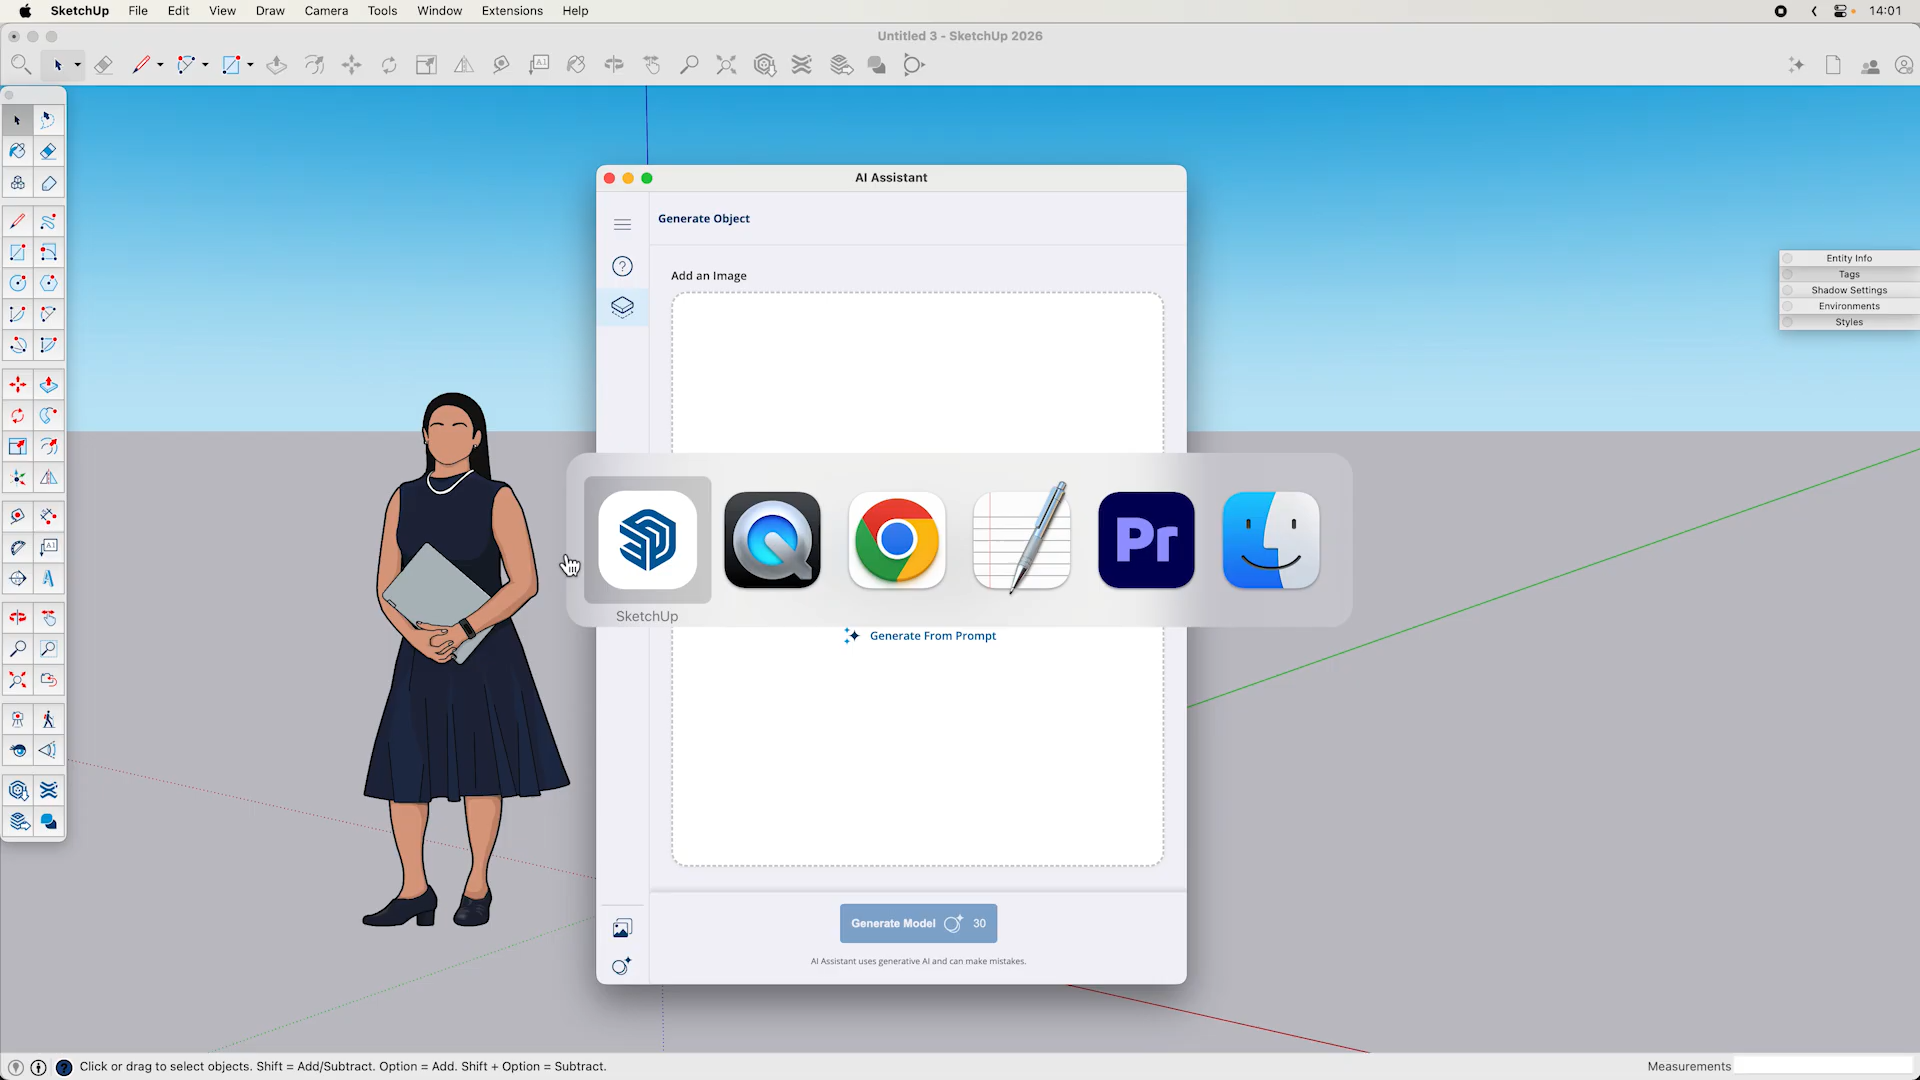 SketchUp File Edit View Draw Camera Tools Window Extensions Help 14:01
Untitled 3 - SketchUp 2026
AI Assistant
Generate Object
Add an Image
Entity Info
Tags
Shadow Settings
Environments
Styles
Pr
SketchUp
Generate From Prompt
Generate Model 30
AI Assistant uses generative AI and can make mistakes.
Click or drag to select objects. Shift = Add/Subtract. Option = Add. Shift + Option = Subtract.
Measurements